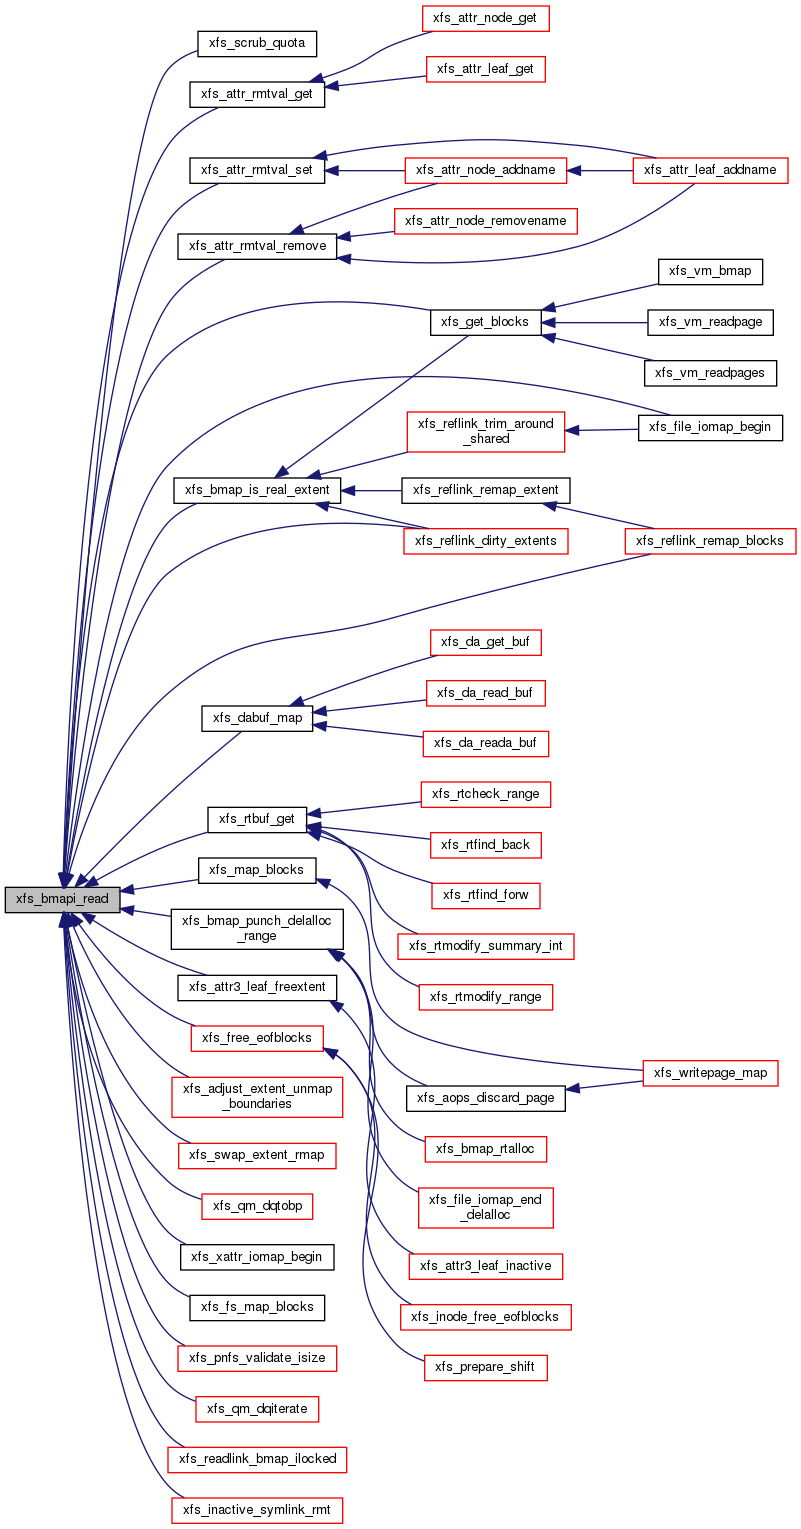 xfs_attr_node_get
xfs_scrub_quota
xfs_attr_leaf_get
xfs_attr_rmtval_get
xfs_attr_rmtval_set
xfs_attr_node_addname
xfs_attr_leaf_addname
xfs_attr_node_removename
xfs_attr_rmtval_remove
xfs_vm_bmap
xfs_get_blocks
xfs_vm_readpage
xfs_vm_readpages
xfs_reflink_trim_around
_shared
xfs_file_iomap_begin
xfs_bmap_is_real_extent
xfs_reflink_remap_extent
xfs_reflink_dirty_extents
xfs_reflink_remap_blocks
xfs_da_get_buf
xfs_da_read_buf
xfs_dabuf_map
xfs_da_reada_buf
xfs_rtcheck_range
xfs_rtbuf_get
xfs_rtfind_back
xfs_map_blocks
xfs_rtfind_forw
xfs_bmapi_read
xfs_bmap_punch_delalloc
_range
xfs_rtmodify_summary_int
xfs_attr3_leaf_freextent
xfs_rtmodify_range
xfs_free_eofblocks
xfs_writepage_map
xfs_adjust_extent_unmap
_boundaries
xfs_aops_discard_page
xfs_swap_extent_rmap
xfs_bmap_rtalloc
xfs_qm_dqtobp
xfs_file_iomap_end
_delalloc
xfs_xattr_iomap_begin
xfs_attr3_leaf_inactive
xfs_fs_map_blocks
xfs_inode_free_eofblocks
xfs_pnfs_validate_isize
xfs_prepare_shift
xfs_qm_dqiterate
xfs_readlink_bmap_ilocked
xfs_inactive_symlink_rmt